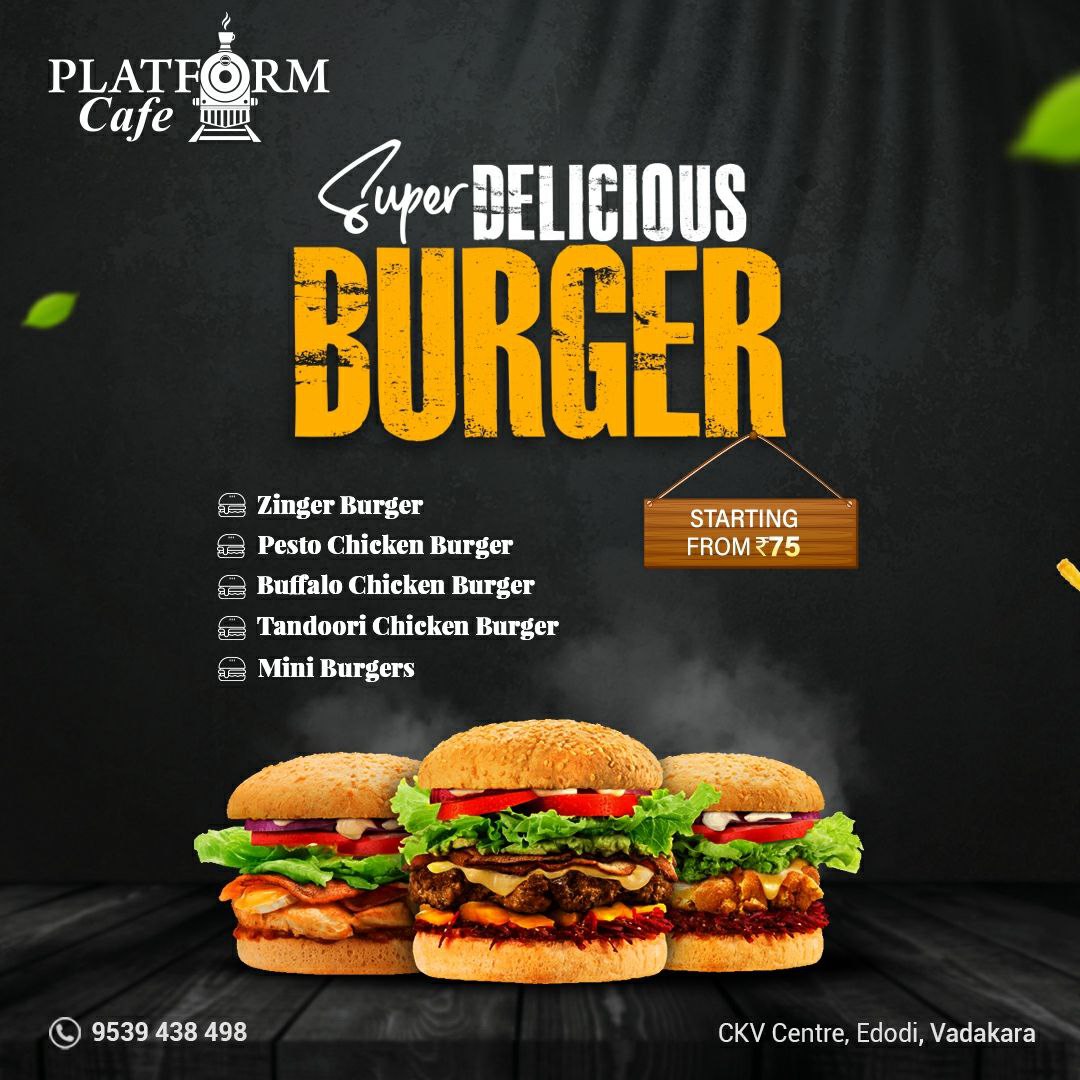 PLATFORM
Cafe
Super DELICIOUS
BURGER
STARTING
FROM ₹75
Zinger Burger
Pesto Chicken Burger
Buffalo Chicken Burger
Tandoori Chicken Burger
Mini Burgers
9539 438 498
CKV Centre, Edodi, Vadakara